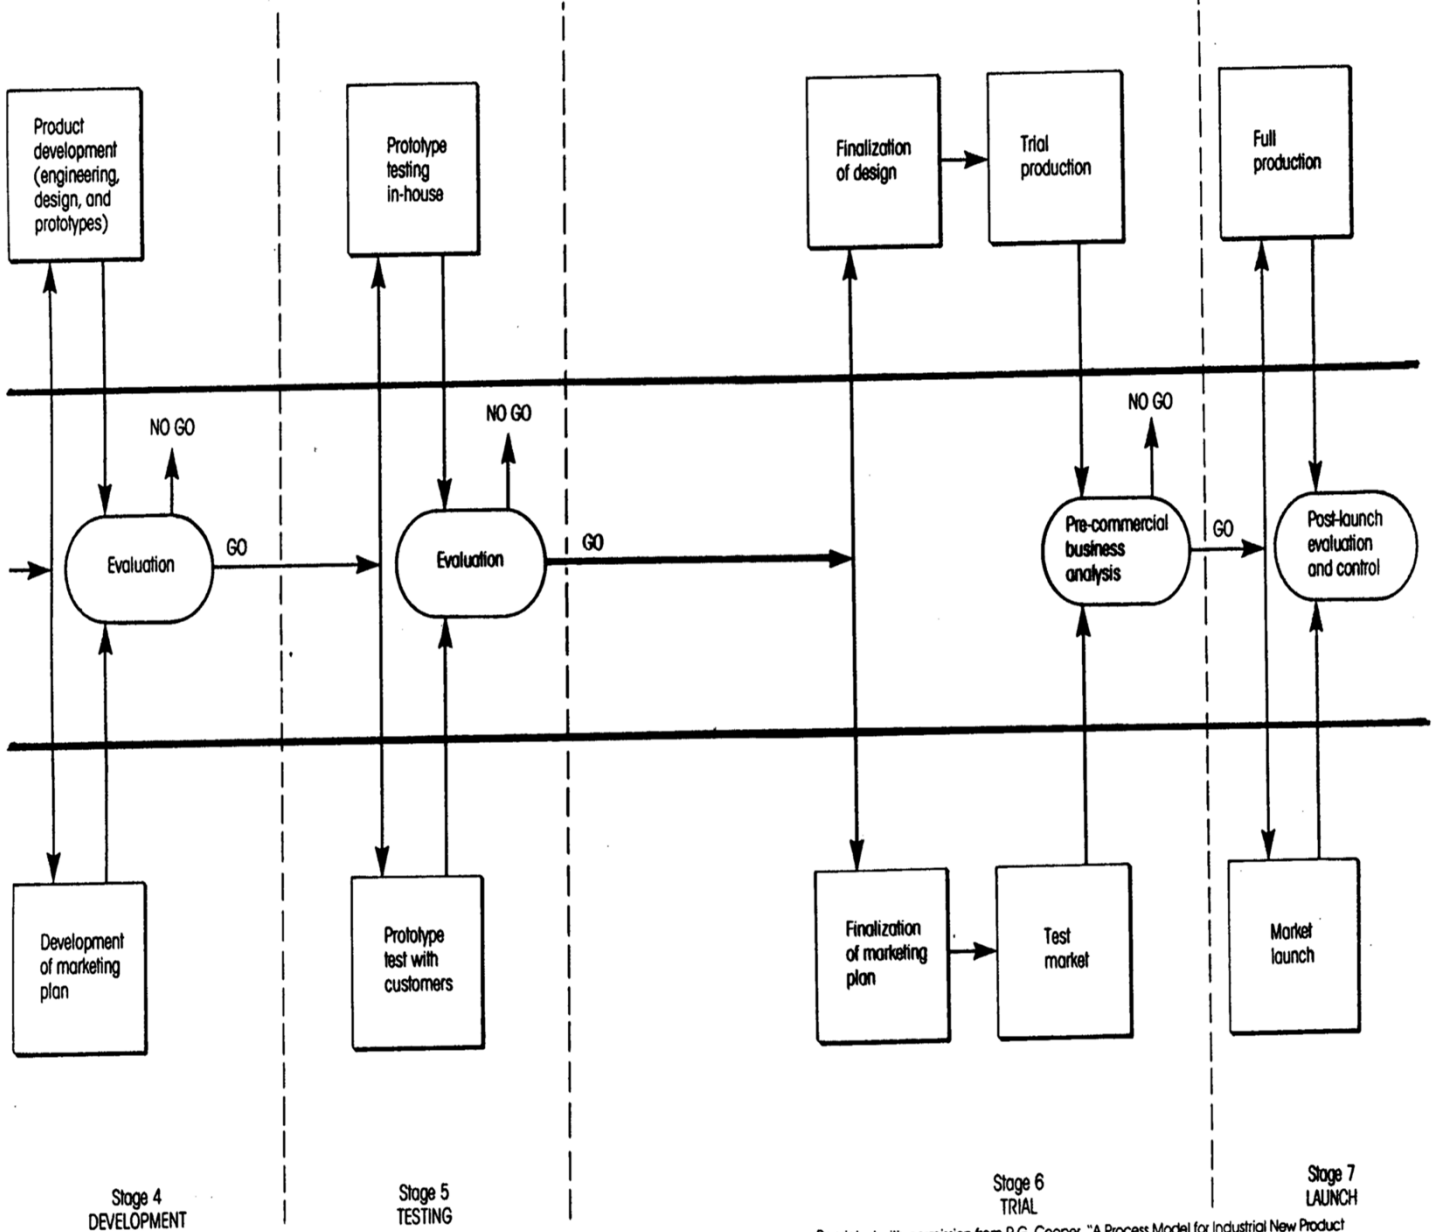 Product
development
(engineering,
design, and
prototypes)
Prototype
testing
in-house
Finalization
of design
Trial
production
Full
production
NO GO
NO GO
NO GO
Evaluation
GO
Evaluation
GO
Pre-commercial
business
analysis
GO
Post-launch
evaluation
and control
Development
of marketing
plan
Prototype
test with
customers
Finalization
of marketing
plan
Test
market
Market
launch
Stage 4
DEVELOPMENT
Stage 5
TESTING
Stage 6
TRIAL
Stage 7
LAUNCH
permission from R.G. Cooper, "A Process Model for Industrial New Product